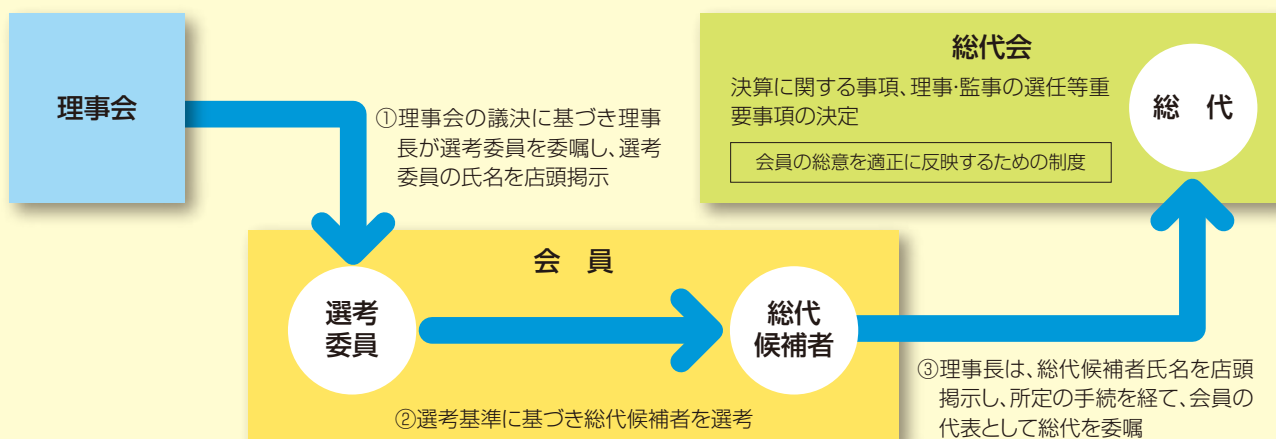 理事会
①理事会の議決に基づき理事
長が選考委員を委嘱し、選考
委員の氏名を店頭掲示
総代会
決算に関する事項、理事・監事の選任等重
要事項の決定
会員の総意を適正に反映するための制度
総 代
会 員
選考
委員
総代
候補者
②選考基準に基づき総代候補者を選考
③理事長は、総代候補者氏名を店頭
掲示し、所定の手続を経て、会員の
代表として総代を委嘱